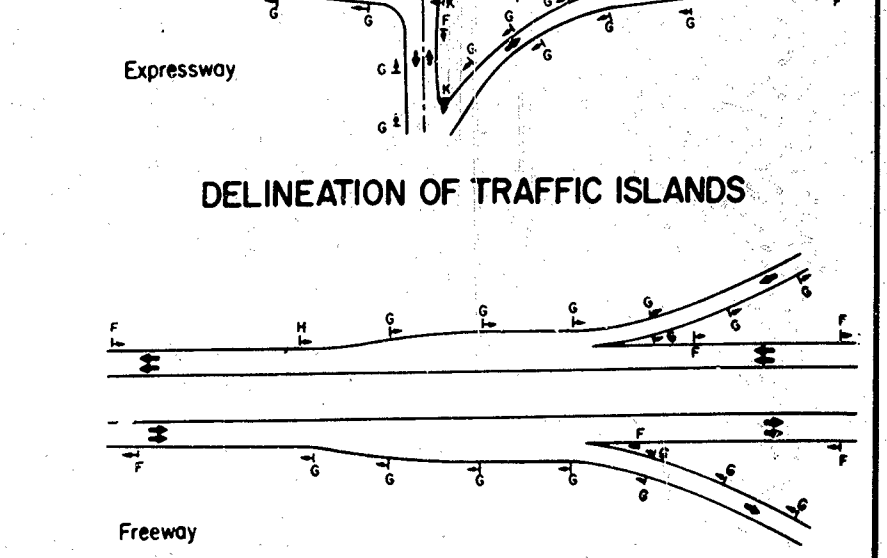 K
G G G G G
F
G G
Expressway
G
K
G
DELINEATION OF TRAFFIC ISLANDS
G G
F H G G G G F
G F
F G F
F G G G G G G G
Freeway